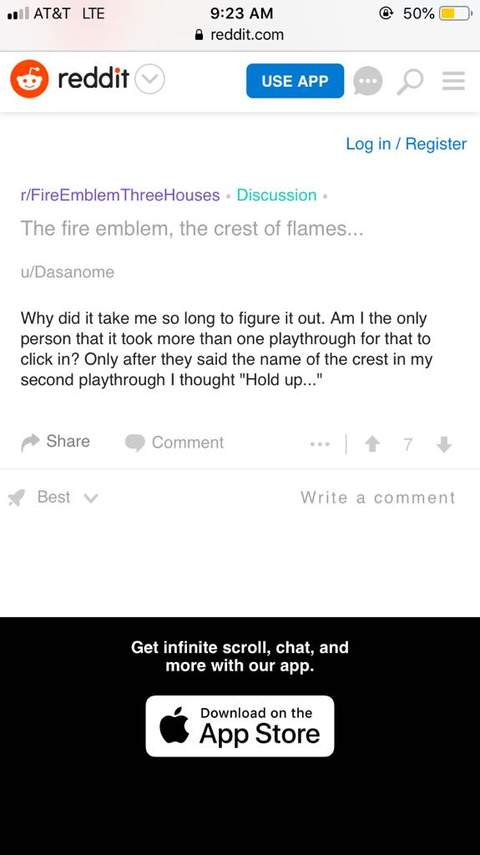 AT&T LTE 9:23 AM 50%
reddit.com
reddit USE APP
Log in / Register
r/FireEmblemThreeHouses • Discussion •
The fire emblem, the crest of flames...
u/Dasanome
Why did it take me so long to figure it out. Am I the only
person that it took more than one playthrough for that to
click in? Only after they said the name of the crest in my
second playthrough I thought "Hold up..."
Share Comment ... 7
Best Write a comment
Get infinite scroll, chat, and
more with our app.
Download on the
App Store